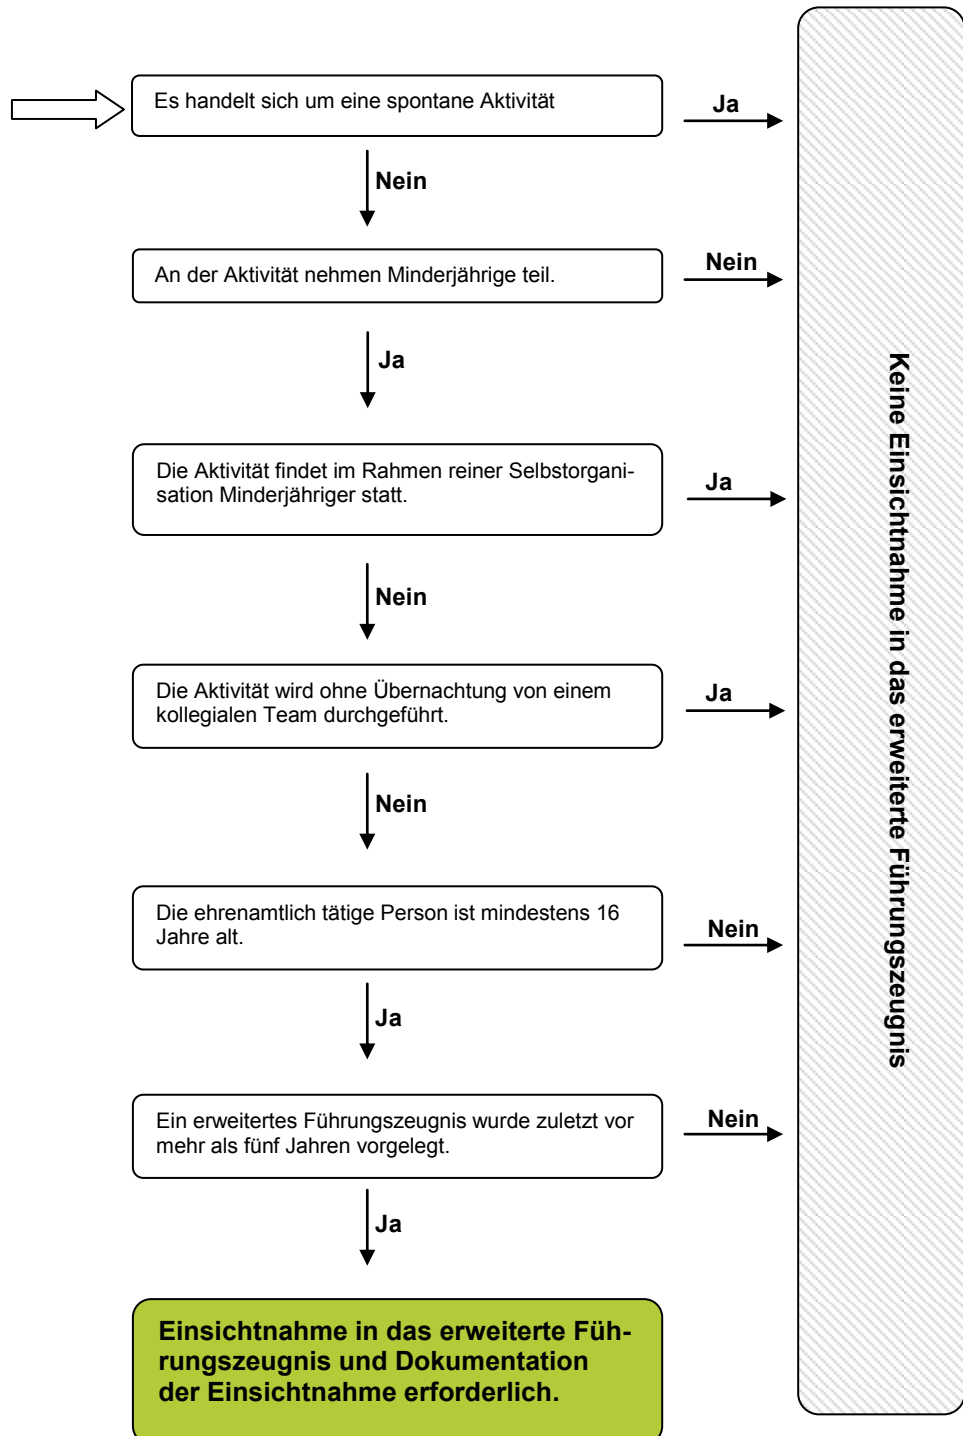 Es handelt sich um eine spontane Aktivität
Ja
Nein
An der Aktivität nehmen Minderjährige teil.
Nein
Ja
Die Aktivität findet im Rahmen reiner Selbstorgani-
sation Minderjähriger statt.
Ja
Nein
Die Aktivität wird ohne Übernachtung von einem
kollegialen Team durchgeführt.
Ja
Nein
Die ehrenamtlich tätige Person ist mindestens 16
Jahre alt.
Nein
Ja
Ein erweitertes Führungszeugnis wurde zuletzt vor
mehr als fünf Jahren vorgelegt.
Nein
Ja
Einsichtnahme in das erweiterte Füh-
rungszeugnis und Dokumentation
der Einsichtnahme erforderlich.
Keine Einsichtnahme in das erweiterte Führungszeugnis